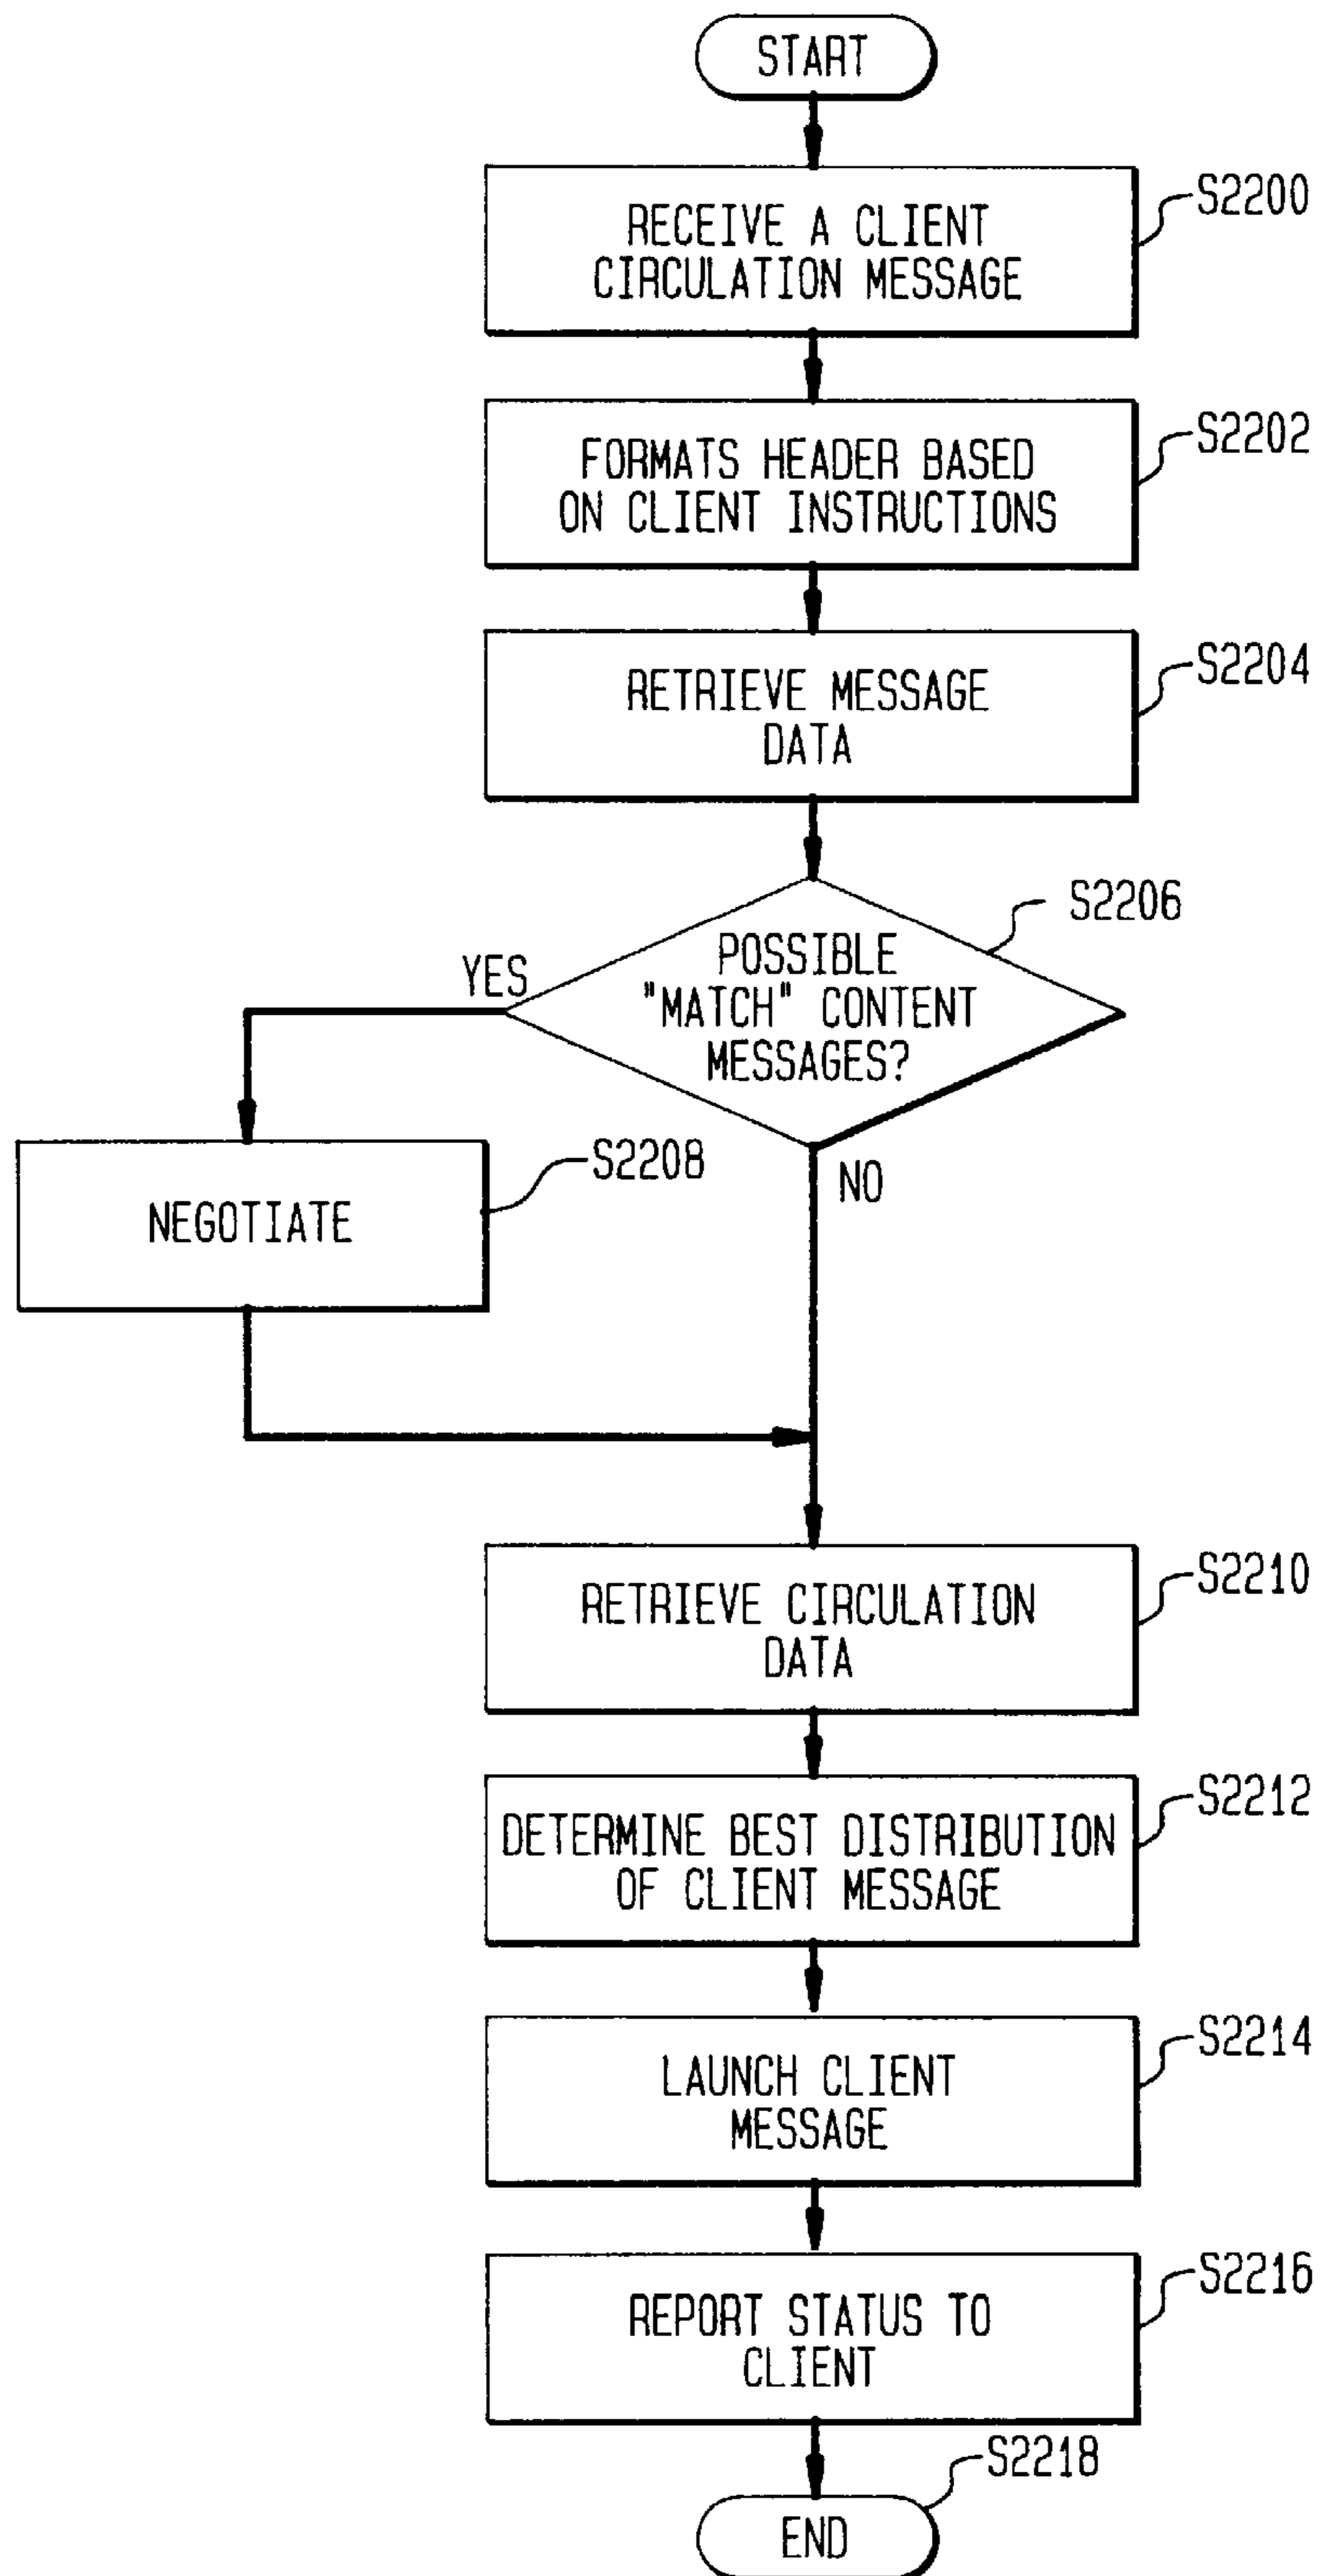 START
RECEIVE A CLIENT
CIRCULATION MESSAGE
S2200
FORMATS HEADER BASED
ON CLIENT INSTRUCTIONS
S2202
RETRIEVE MESSAGE
DATA
S2204
POSSIBLE
"MATCH" CONTENT
MESSAGES?
S2206
YES
NO
NEGOTIATE
S2208
RETRIEVE CIRCULATION
DATA
S2210
DETERMINE BEST DISTRIBUTION
OF CLIENT MESSAGE
S2212
LAUNCH CLIENT
MESSAGE
S2214
REPORT STATUS TO
CLIENT
S2216
END
S2218